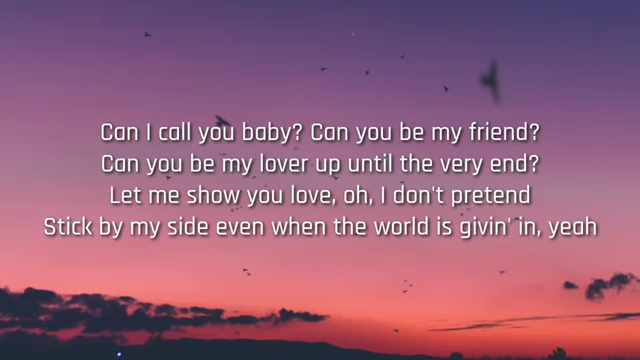 Can I call you baby? Can you be my friend?
Can you be my lover up until the very end?
Let me show you love, oh, I don't pretend
Stick by my side even when the world is givin' in, yeah